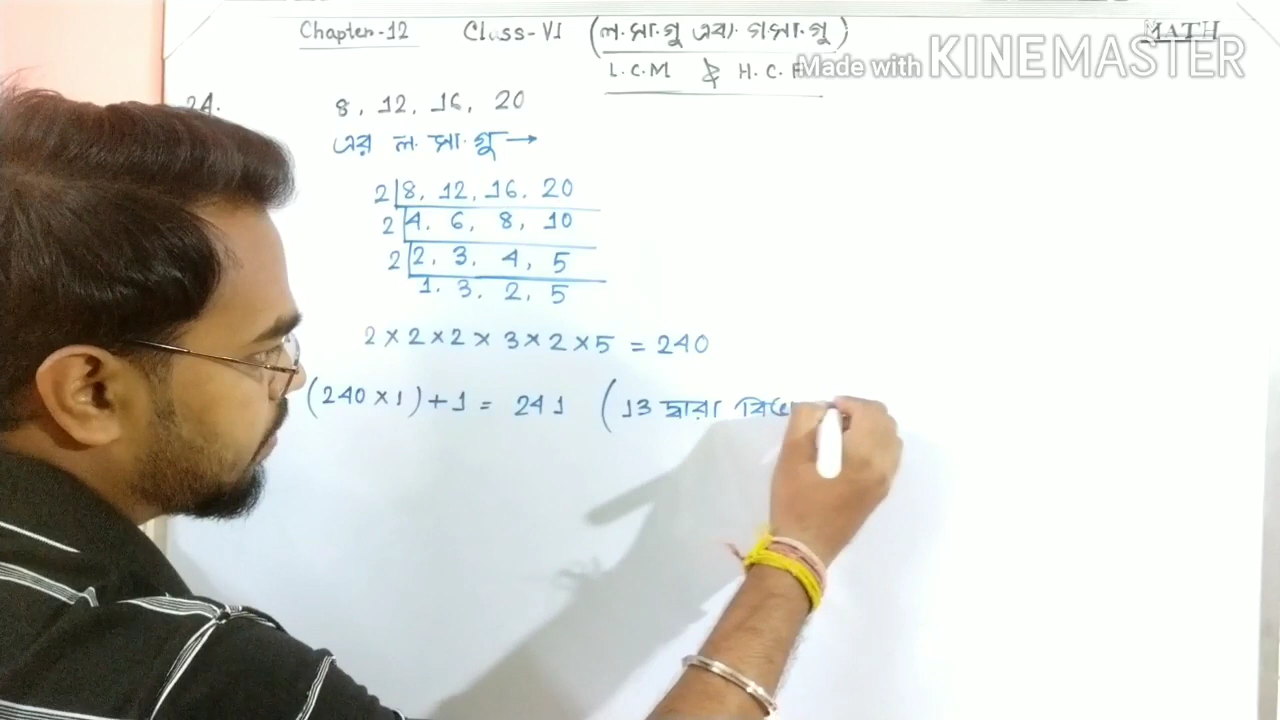 Chapter-12 Class-VI (ল.সা.গু এবং গ.সা.গু) MATH
L.C.M & H.C.F
Made with KINEMASTER
24. 8, 12, 16, 20
এর ল.সা.গু →
2 8, 12, 16, 20
2 4, 6, 8, 10
2 2, 3, 4, 5
1, 3, 2, 5
2 × 2 × 2 × 3 × 2 × 5 = 240
(240 × 1) + 1 = 241 (13 দ্বারা